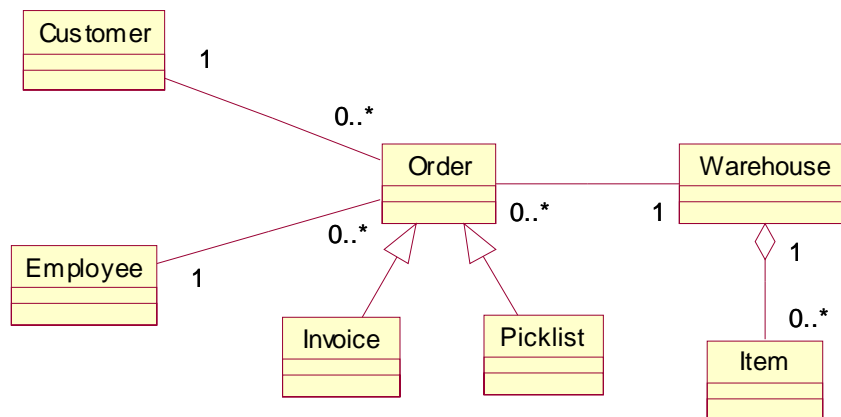 Customer
1
0..*
Order
Warehouse
0..*
0..*
1
1
Employee
1
Invoice
Picklist
0..*
Item